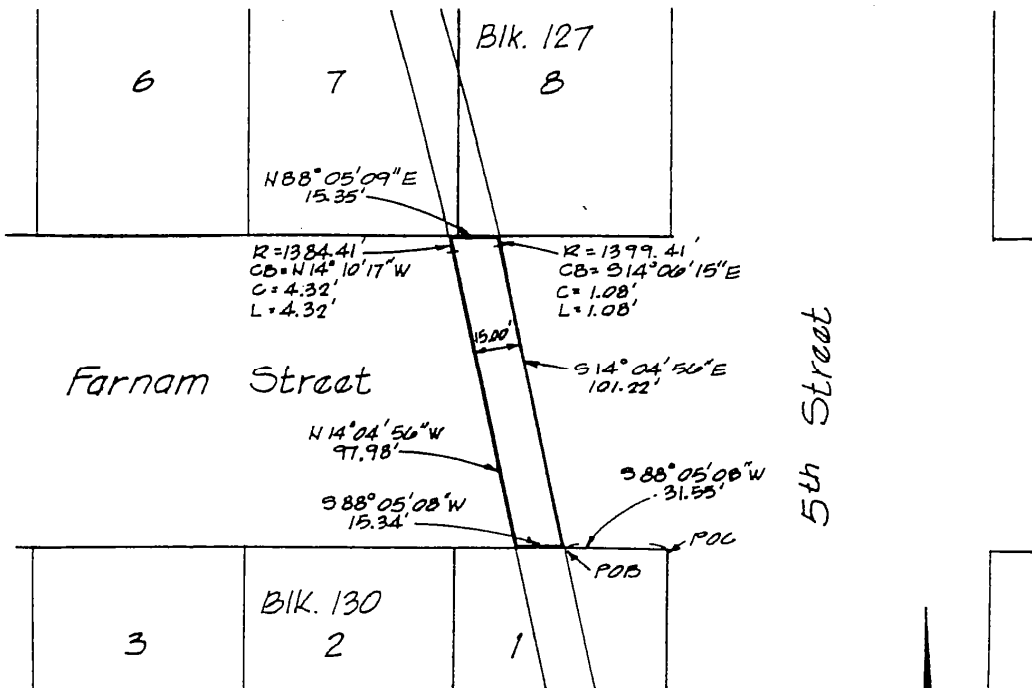 Blk. 127
6
7
8
N88°05'09"E
15.35'
R=1384.41'
CB=N14°10'17"W
C=4.32'
L=4.32'
R=1399.41'
CB=S14°06'15"E
C=1.08'
L=1.08'
15.00'
S14°04'56"E
101.22'
Farnam Street
5th Street
N14°04'56"W
97.98'
S88°05'08"W
31.55'
S88°05'08"W
15.34'
POC
POB
Blk. 130
3
2
1